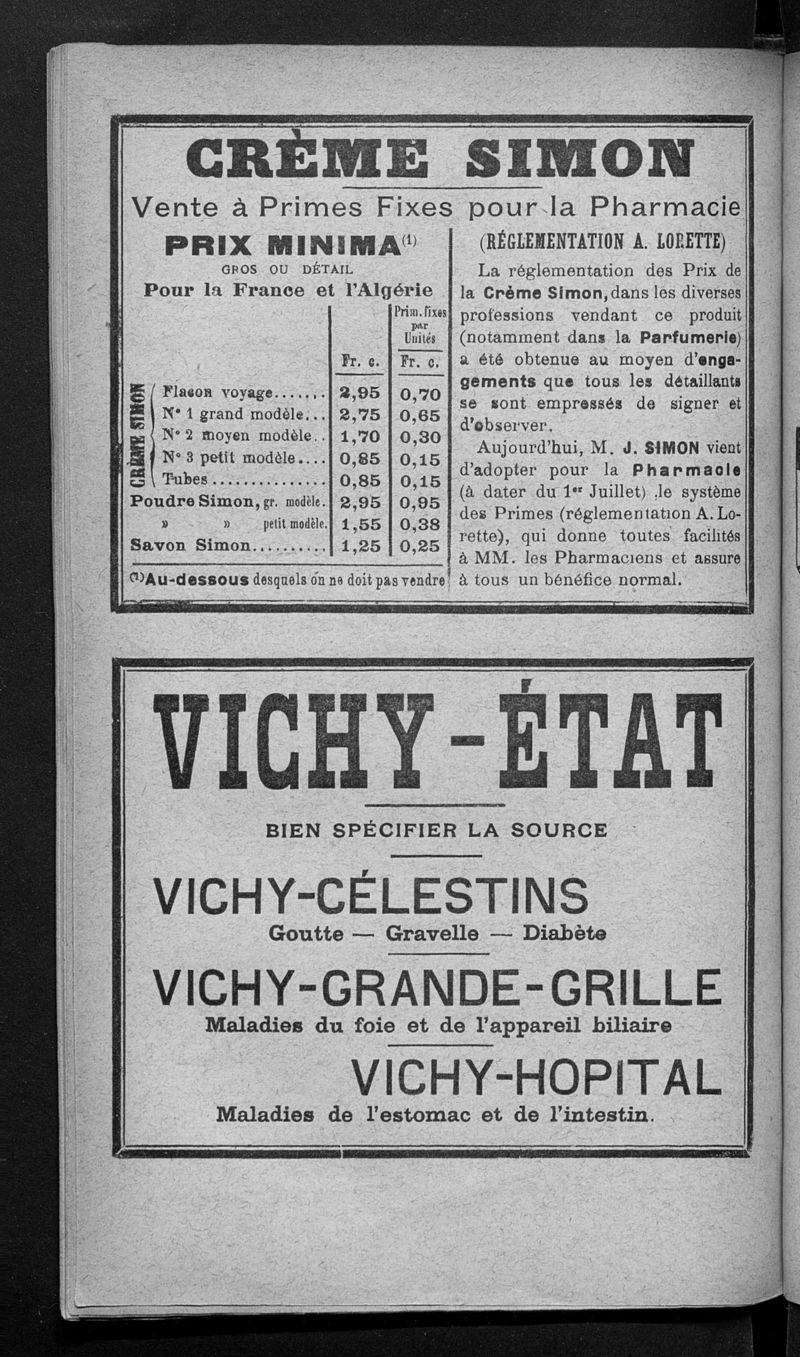 CRÈME SIMON
Vente à Primes Fixes pour la Pharmacie
PRIX MINIMA(1)
GROS OU DÉTAIL
Pour la France et l'Algérie
Prim. fixes
par
Unités
Fr. c. Fr. c.
CRÈME SIMON
Flacon voyage....... 2,95 0,70
N° 1 grand modèle... 2,75 0,65
N° 2 moyen modèle.. 1,70 0,30
N° 3 petit modèle.... 0,85 0,15
Tubes............... 0,85 0,15
Poudre Simon, gr. modèle. 2,95 0,95
» » petit modèle. 1,55 0,38
Savon Simon.......... 1,25 0,25
(1) Au-dessous desquels on ne doit pas vendre
(RÉGLEMENTATION A. LORETTE)
La réglementation des Prix de
la Crème Simon, dans les diverses
professions vendant ce produit
(notamment dans la Parfumerie)
a été obtenue au moyen d'enga-
gements que tous les détaillants
se sont empressés de signer et
d'observer.
Aujourd'hui, M. J. SIMON vient
d'adopter pour la Pharmacie
(à dater du 1er Juillet) le système
des Primes (réglementation A. Lo-
rette), qui donne toutes facilités
à MM. les Pharmaciens et assure
à tous un bénéfice normal.
VICHY-ÉTAT
BIEN SPÉCIFIER LA SOURCE
VICHY-CÉLESTINS
Goutte — Gravelle — Diabète
VICHY-GRANDE-GRILLE
Maladies du foie et de l'appareil biliaire
VICHY-HOPITAL
Maladies de l'estomac et de l'intestin.